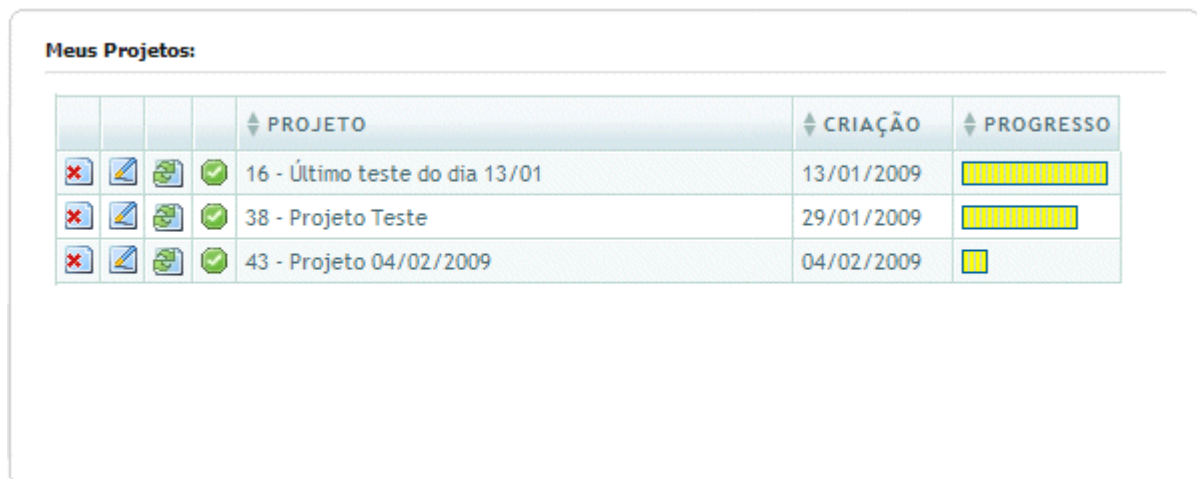 Meus Projetos:
PROJETO CRIAÇÃO PROGRESSO
16 - Último teste do dia 13/01 13/01/2009
38 - Projeto Teste 29/01/2009
43 - Projeto 04/02/2009 04/02/2009